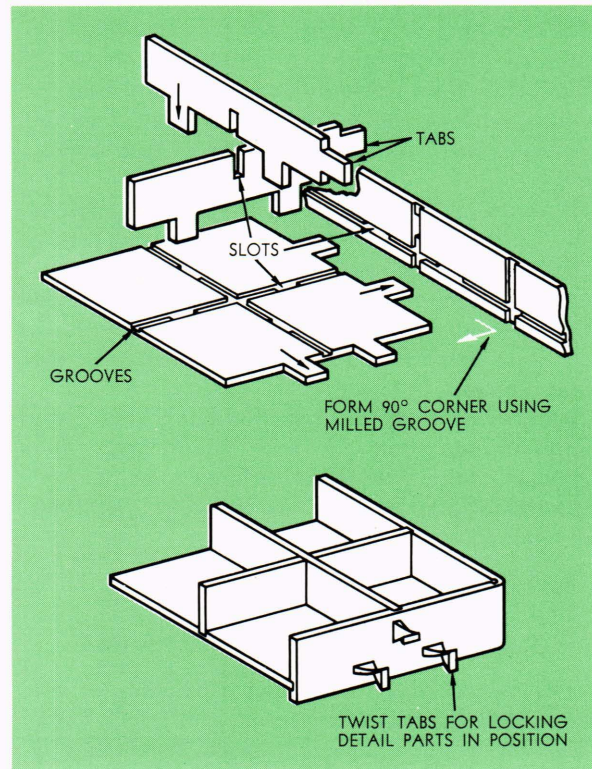 TABS
SLOTS
GROOVES
FORM 90° CORNER USING
MILLED GROOVE
TWIST TABS FOR LOCKING
DETAIL PARTS IN POSITION